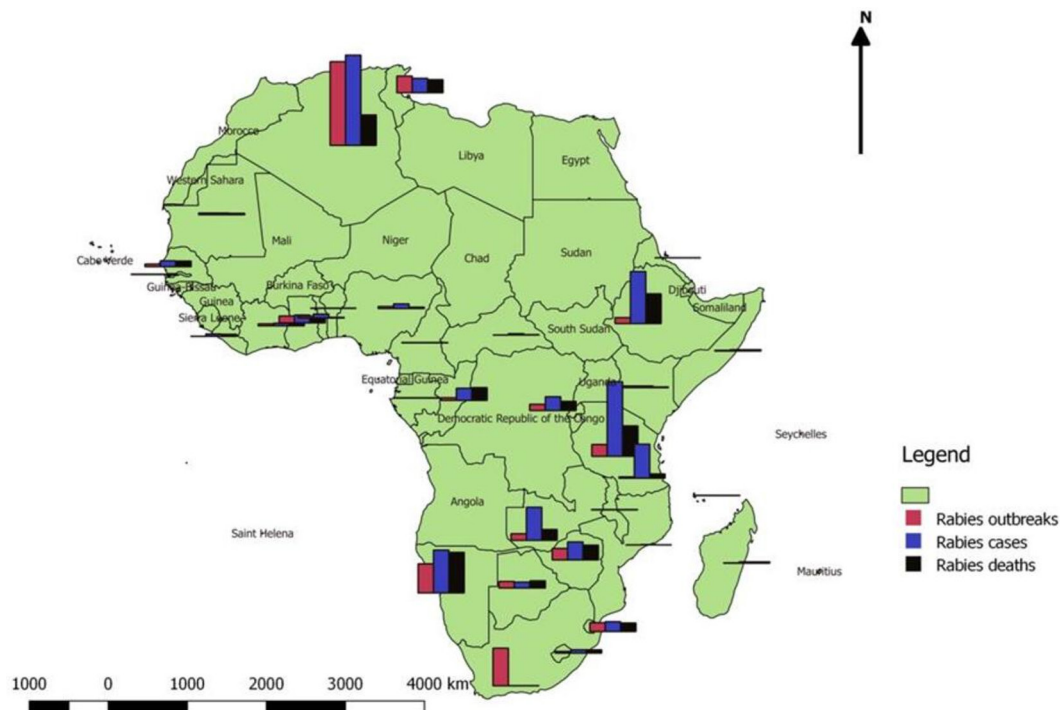 N
Morocco
Libya
Egypt
Western Sahara
Mali
Niger
Chad
Sudan
Cabo Verde
Guinea-Bissau
Burkina Faso
Djibouti
Guinea
Somaliland
Sierra Leone
South Sudan
Equatorial Guinea
Uganda
Democratic Republic of the Congo
Seychelles
Angola
Saint Helena
Mauritius
Legend
Rabies outbreaks
Rabies cases
Rabies deaths
1000 0 1000 2000 3000 4000 km